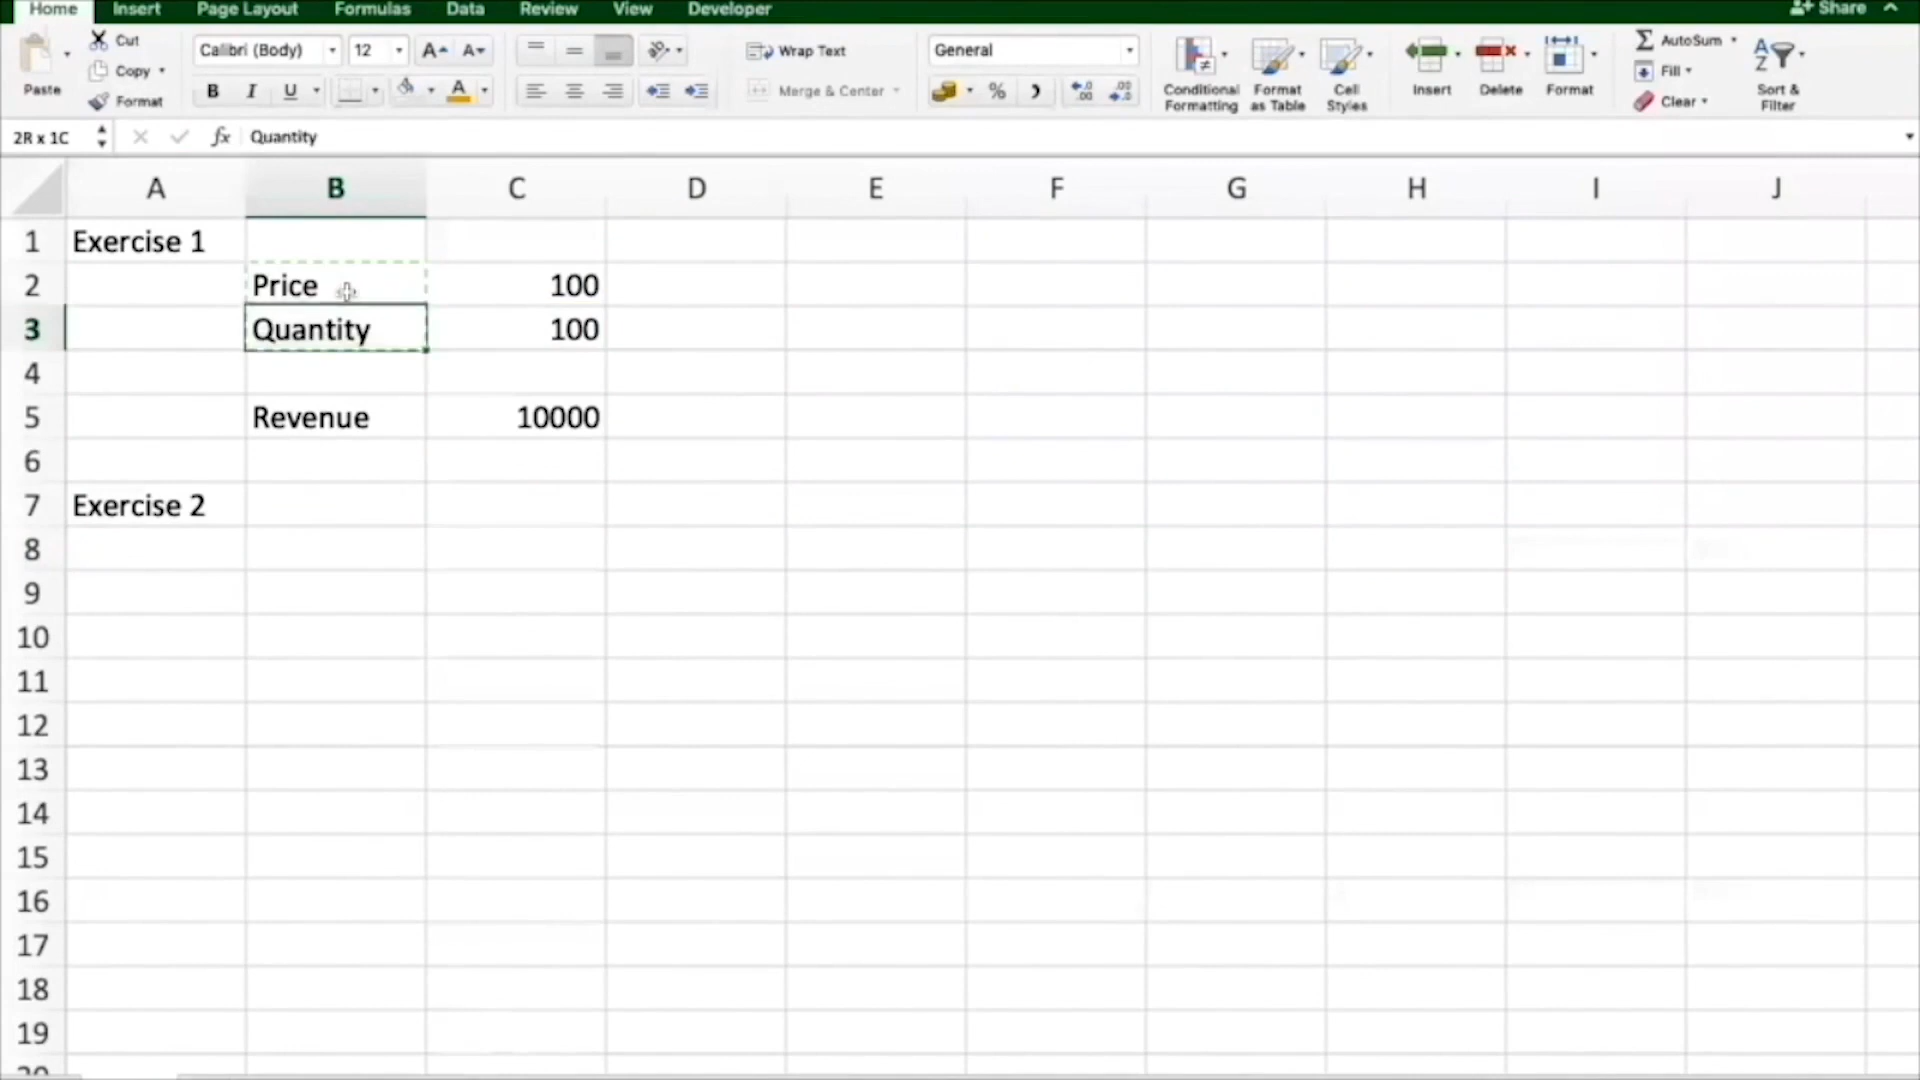 Home Insert Page Layout Formulas Data Review View Developer Share
Cut
Calibri (Body) 12 A A Wrap Text General AutoSum
Copy Fill
Paste B I U A Merge & Center % Conditional Formatting Format as Table Cell Styles Insert Delete Format Sort & Filter
Format Clear
2R x 1C fx Quantity
A B C D E F G H I J
1 Exercise 1
2 Price 100
3 Quantity 100
4
5 Revenue 10000
6
7 Exercise 2
8
9
10
11
12
13
14
15
16
17
18
19
20